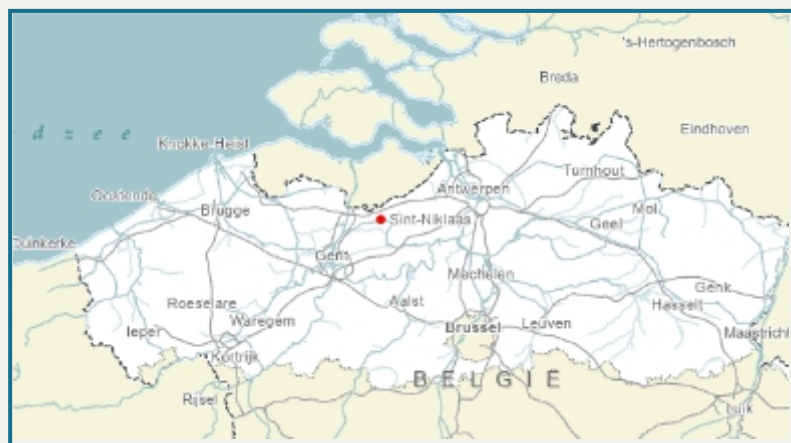 's-Hertogenbosch
Breda
Eindhoven
d z e e
Knokke-Heist
Turnhout
Oostende
Antwerpen
Mol
Brugge
Sint-Niklaas
Geel
Duinkerke
Gent
Mechelen
Genk
Roeselare
Aalst
Hasselt
Waregem
Brussel
Leuven
Ieper
Maastricht
Kortrijk
BELGIË
Rijsel
Luik